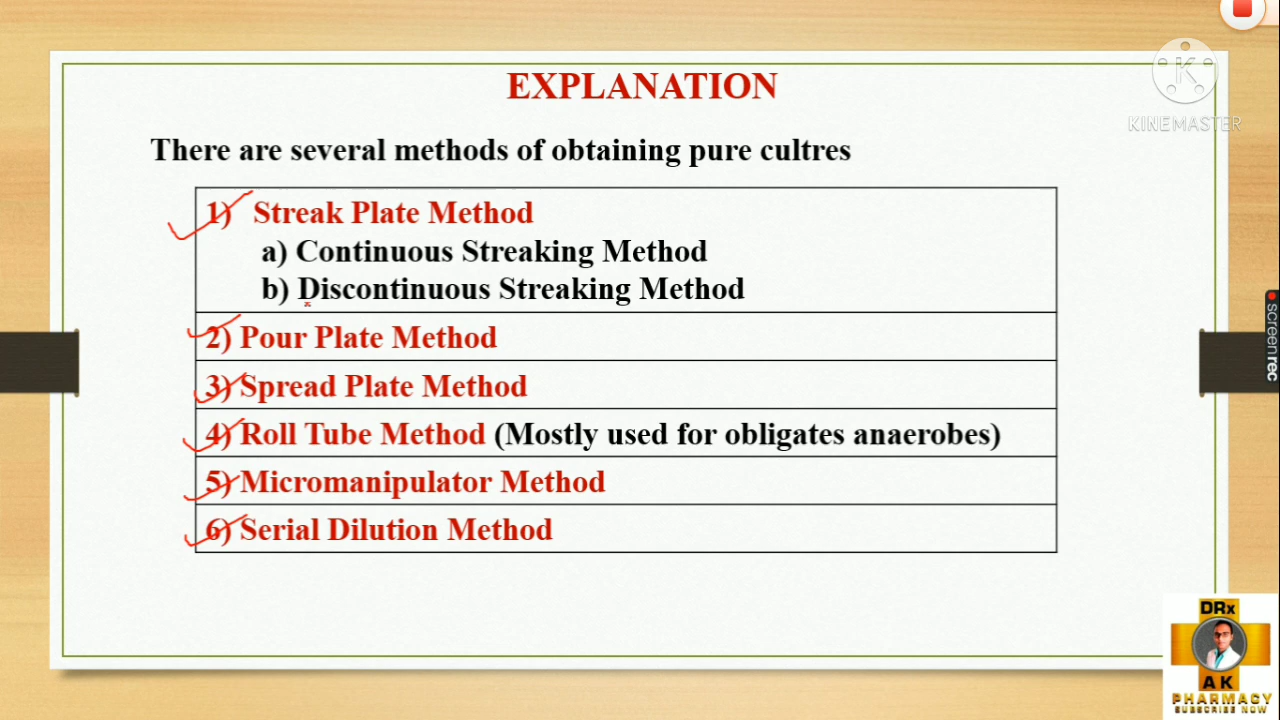 EXPLANATION
KINEMASTER
There are several methods of obtaining pure cultres
1) Streak Plate Method
a) Continuous Streaking Method
b) Discontinuous Streaking Method
2) Pour Plate Method
3) Spread Plate Method
4) Roll Tube Method (Mostly used for obligates anaerobes)
5) Micromanipulator Method
6) Serial Dilution Method
screenrec
DRx
AK
PHARMACY
SUBSCRIBE NOW